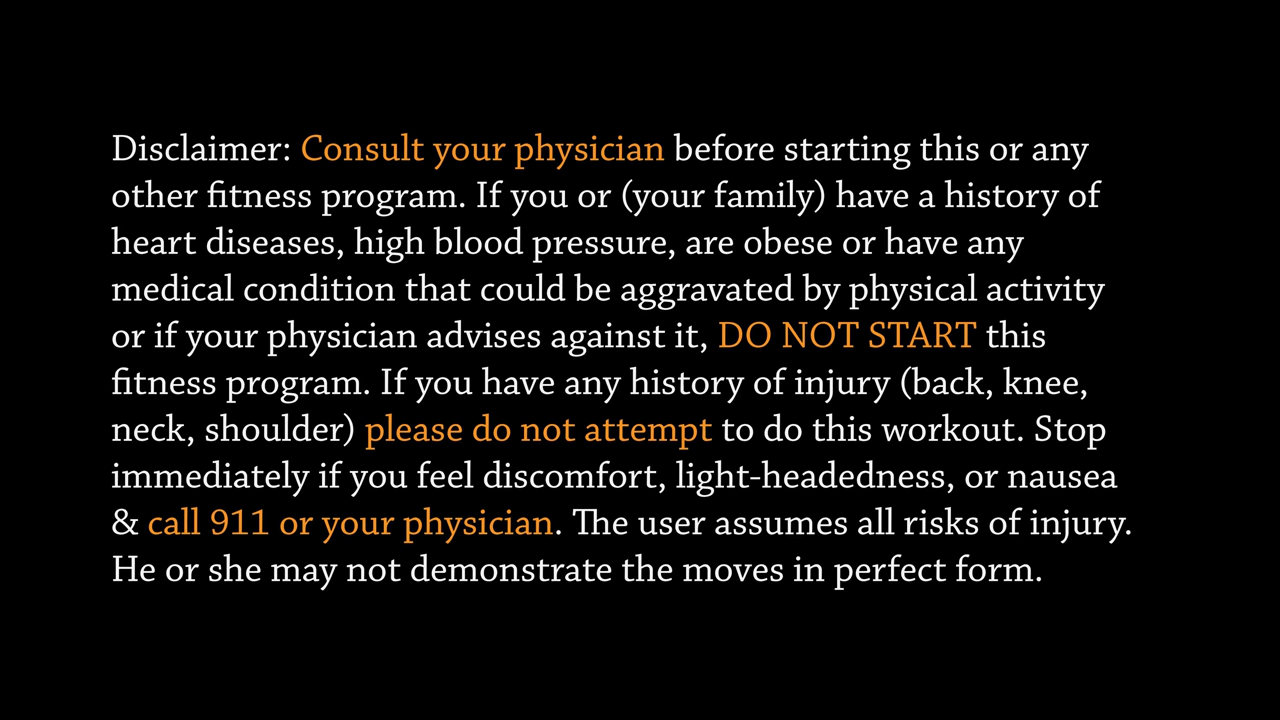 Disclaimer: Consult your physician before starting this or any
other fitness program. If you or (your family) have a history of
heart diseases, high blood pressure, are obese or have any
medical condition that could be aggravated by physical activity
or if your physician advises against it, DO NOT START this
fitness program. If you have any history of injury (back, knee,
neck, shoulder) please do not attempt to do this workout. Stop
immediately if you feel discomfort, light-headedness, or nausea
& call 911 or your physician. The user assumes all risks of injury.
He or she may not demonstrate the moves in perfect form.